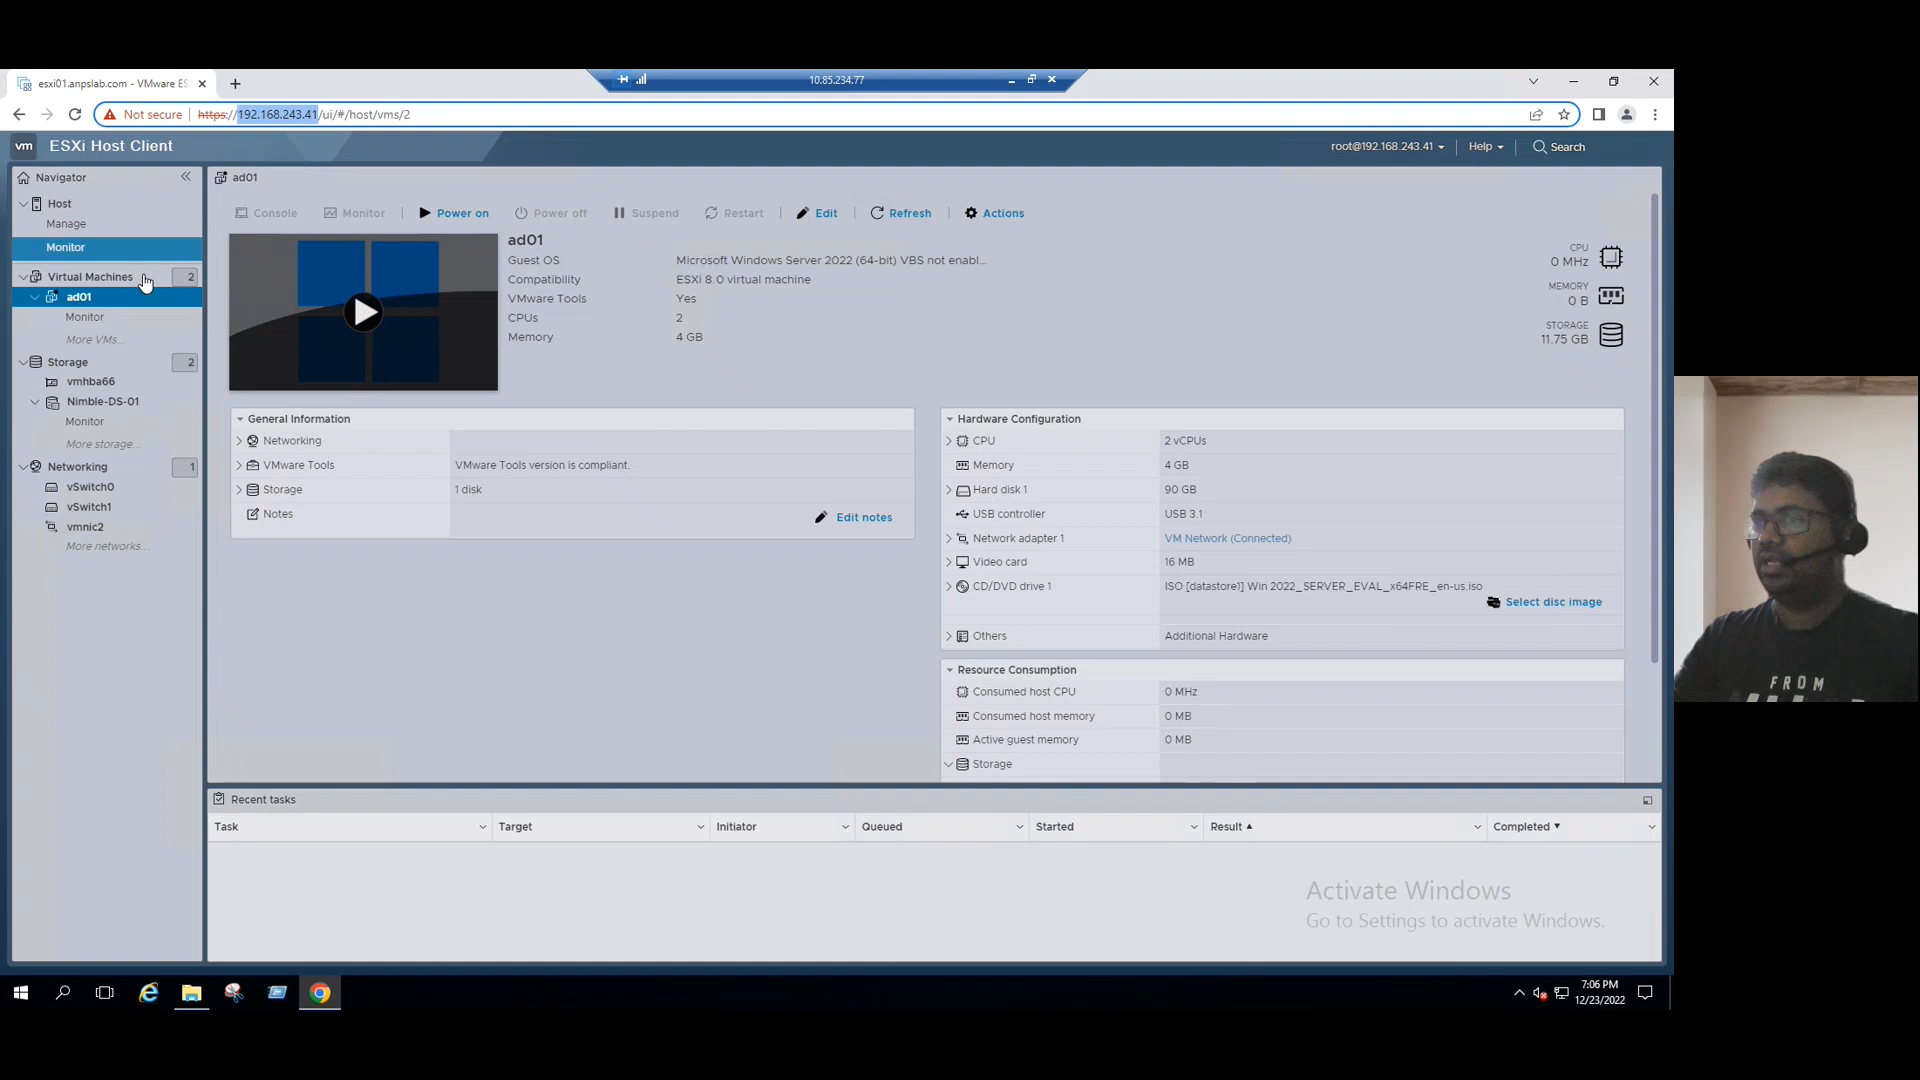 esxi01.anpslab.com - VMware ES
10.85.234.77
Not secure
https://192.168.243.41/ui/#/host/vms/2
vm ESXi Host Client
root@192.168.243.41
Help
Search
Navigator
Host
Manage
Monitor
Virtual Machines 2
ad01
Monitor
More VMs...
Storage 2
vmhba66
Nimble-DS-01
Monitor
More storage...
Networking 1
vSwitch0
vSwitch1
vmnic2
More networks...
ad01
Console Monitor Power on Power off Suspend Restart Edit Refresh Actions
ad01
Guest OS Microsoft Windows Server 2022 (64-bit) VBS not enabl...
Compatibility ESXi 8.0 virtual machine
VMware Tools Yes
CPUs 2
Memory 4 GB
CPU
0 MHz
MEMORY
0 B
STORAGE
11.75 GB
General Information
Networking
VMware Tools VMware Tools version is compliant.
Storage 1 disk
Notes
Edit notes
Hardware Configuration
CPU 2 vCPUs
Memory 4 GB
Hard disk 1 90 GB
USB controller USB 3.1
Network adapter 1 VM Network (Connected)
Video card 16 MB
CD/DVD drive 1 ISO [datastore1] Win 2022_SERVER_EVAL_x64FRE_en-us.iso
Select disc image
Others Additional Hardware
Resource Consumption
Consumed host CPU 0 MHz
Consumed host memory 0 MB
Active guest memory 0 MB
Storage
Recent tasks
Task Target Initiator Queued Started Result Completed
Activate Windows
Go to Settings to activate Windows.
7:06 PM
12/23/2022
FROM